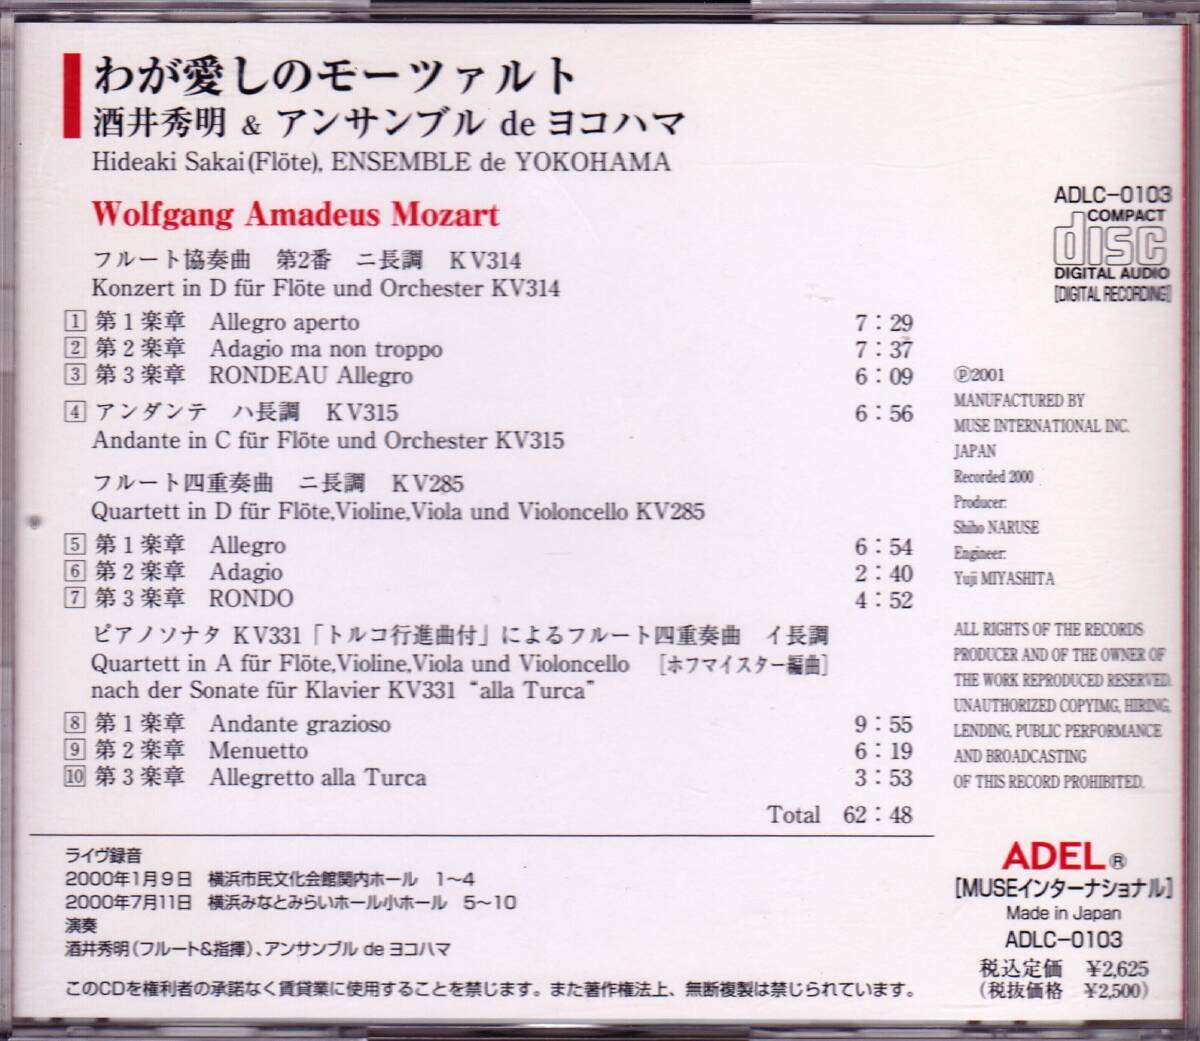 わが愛しのモーツァルト
酒井秀明 & アンサンブル de ヨコハマ
Hideaki Sakai(Flöte), ENSEMBLE de YOKOHAMA
Wolfgang Amadeus Mozart
フルート協奏曲 第2番 ニ長調 KV314
Konzert in D für Flöte und Orchester KV314
1 第1楽章 Allegro aperto 7:29
2 第2楽章 Adagio ma non troppo 7:37
3 第3楽章 RONDEAU Allegro 6:09
4 アンダンテ ハ長調 KV315 6:56
Andante in C für Flöte und Orchester KV315
フルート四重奏曲 ニ長調 KV285
Quartett in D für Flöte,Violine,Viola und Violoncello KV285
5 第1楽章 Allegro 6:54
6 第2楽章 Adagio 2:40
7 第3楽章 RONDO 4:52
ピアノソナタ KV331「トルコ行進曲付」によるフルート四重奏曲 イ長調
Quartett in A für Flöte,Violine,Viola und Violoncello [ホフマイスター編曲]
nach der Sonate für Klavier KV331 “alla Turca”
8 第1楽章 Andante grazioso 9:55
9 第2楽章 Menuetto 6:19
10 第3楽章 Allegretto alla Turca 3:53
Total 62:48
ライヴ録音
2000年1月9日 横浜市民文化会館関内ホール 1〜4
2000年7月11日 横浜みなとみらいホール小ホール 5〜10
演奏
酒井秀明(フルート&指揮)、アンサンブル de ヨコハマ
このCDを権利者の承諾なく賃貸業に使用することを禁じます。また著作権法上、無断複製は禁じられています。
ADLC-0103
COMPACT
disc
DIGITAL AUDIO
[DIGITAL RECORDING]
Ⓟ2001
MANUFACTURED BY
MUSE INTERNATIONAL INC.
JAPAN
Recorded 2000
Producer:
Shiho NARUSE
Engineer:
Yuji MIYASHITA
ALL RIGHTS OF THE RECORDS
PRODUCER AND OF THE OWNER OF
THE WORK REPRODUCED RESERVED.
UNAUTHORIZED COPYIMG, HIRING,
LENDING, PUBLIC PERFORMANCE
AND BROADCASTING
OF THIS RECORD PROHIBITED.
ADEL®
[MUSEインターナショナル]
Made in Japan
ADLC-0103
税込定価 ¥2,625
(税抜価格 ¥2,500)